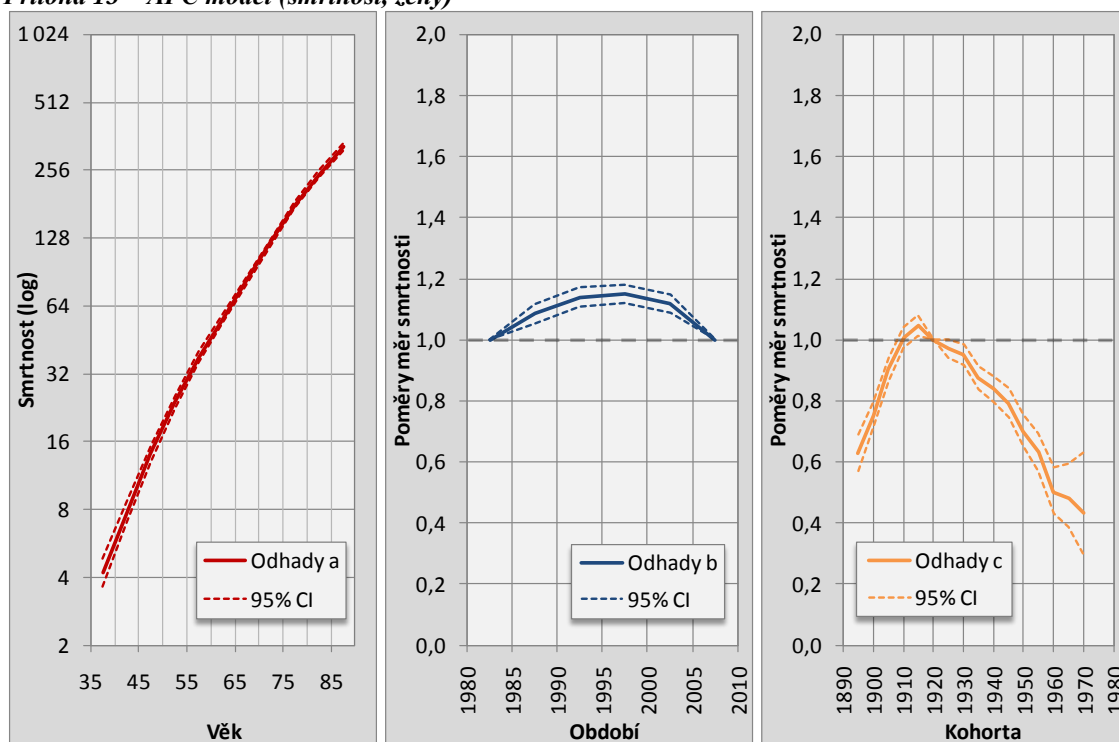 Příloha – APC model (smrtnost, ženy)
1 024
512
256
128
64
32
16
8
4
2
Smrtnost (log)
Odhady a
95% CI
35 45 55 65 75 85
Věk
2,0
1,8
1,6
1,4
1,2
1,0
0,8
0,6
0,4
0,2
0,0
Poměry měr smrtnosti
Odhady b
95% CI
1980 1985 1990 1995 2000 2005 2010
Období
2,0
1,8
1,6
1,4
1,2
1,0
0,8
0,6
0,4
0,2
0,0
Poměry měr smrtnosti
Odhady c
95% CI
1890 1900 1910 1920 1930 1940 1950 1960 1970 1980
Kohorta